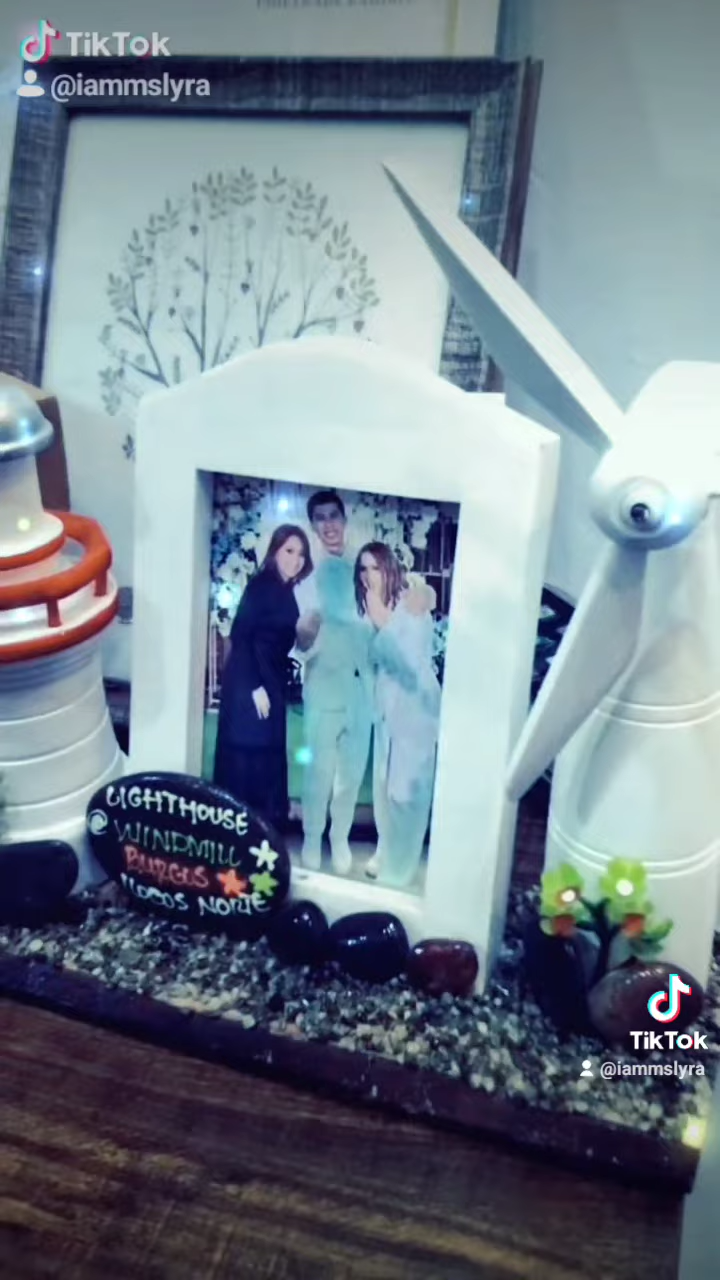 TikTok
@iammslyra
LIGHTHOUSE
@ WINDMILL
BURGOS
ILOCOS NORTE
TikTok
@iammslyra